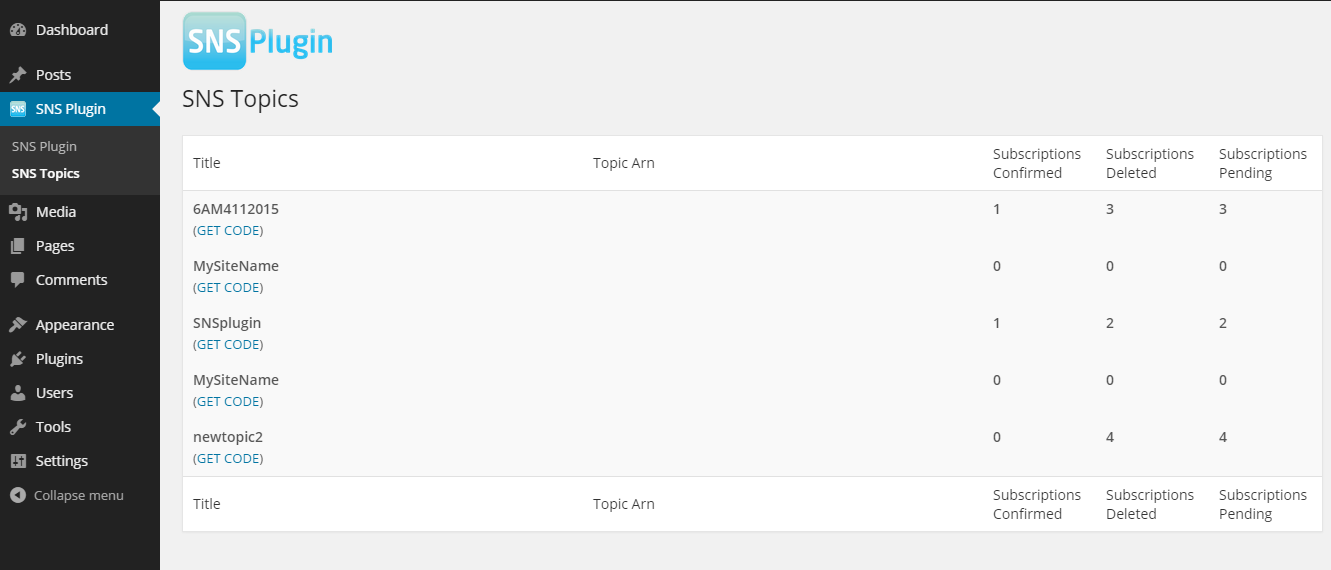 Dashboard
Posts
SNS Plugin
SNS Plugin
SNS Topics
Media
Pages
Comments
Appearance
Plugins
Users
Tools
Settings
Collapse menu
SNS Plugin
SNS Topics
Title Topic Arn Subscriptions Confirmed Subscriptions Deleted Subscriptions Pending
6AM4112015 1 3 3
(GET CODE)
MySiteName 0 0 0
(GET CODE)
SNSplugin 1 2 2
(GET CODE)
MySiteName 0 0 0
(GET CODE)
newtopic2 0 4 4
(GET CODE)
Title Topic Arn Subscriptions Confirmed Subscriptions Deleted Subscriptions Pending